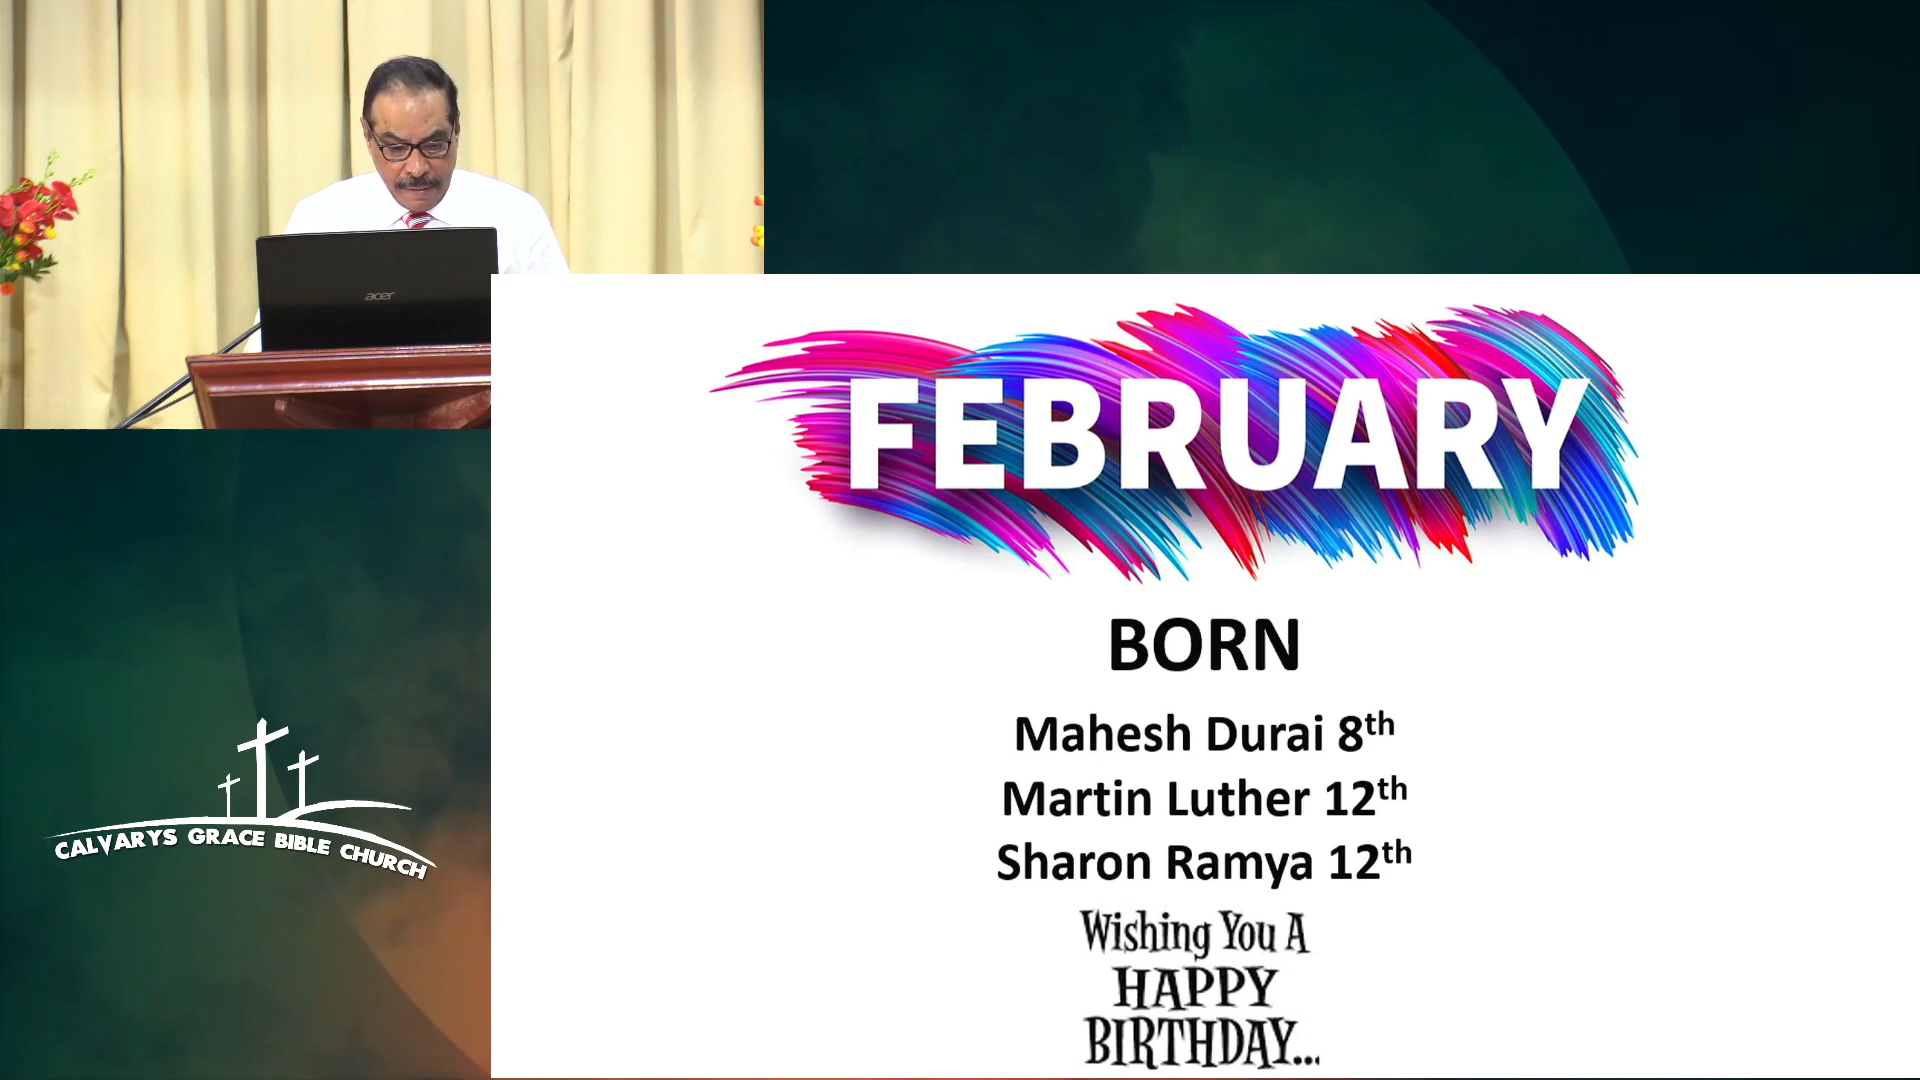 acer
FEBRUARY
BORN
Mahesh Durai 8th
Martin Luther 12th
Sharon Ramya 12th
Wishing You A
HAPPY
BIRTHDAY...
CALVARYS GRACE BIBLE CHURCH